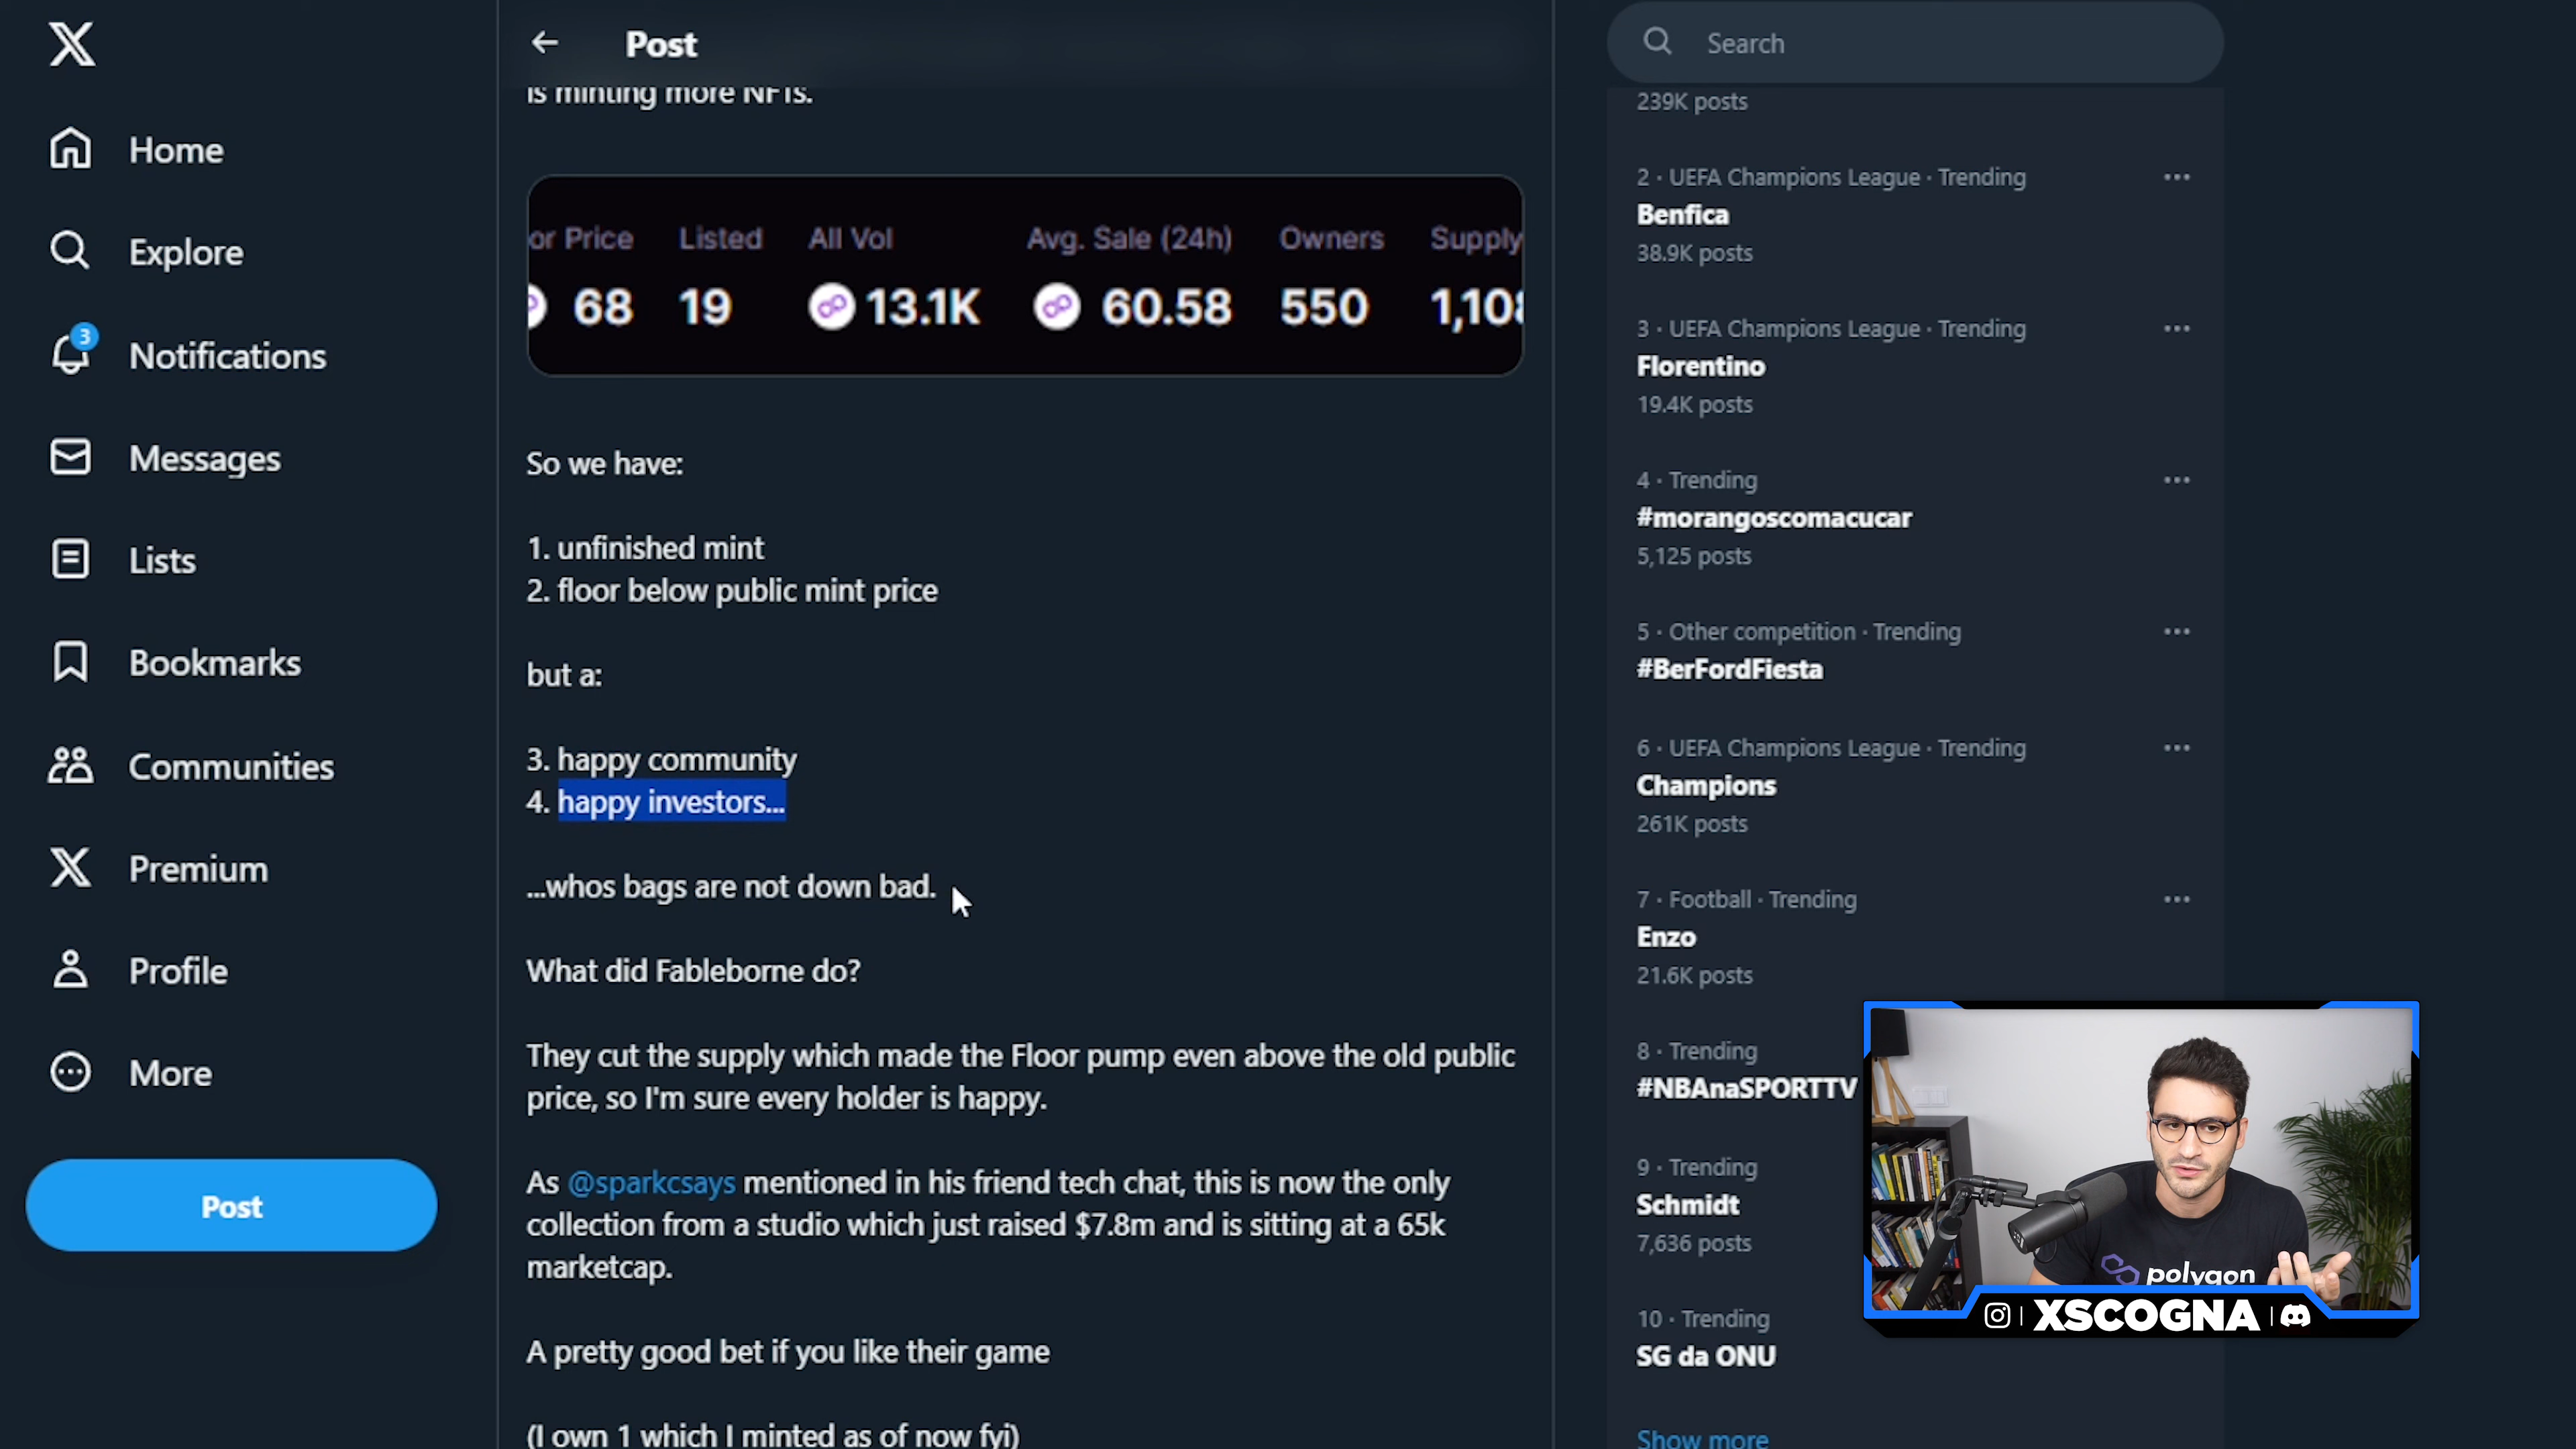 Home
Explore
3
Notifications
Messages
Lists
Bookmarks
Communities
Premium
Profile
More
Post
Post
is minting more NFTs.
or Price Listed All Vol Avg. Sale (24h) Owners Supply
68 19 13.1K 60.58 550 1,108
So we have:
1. unfinished mint
2. floor below public mint price
but a:
3. happy community
4. happy investors...
...whos bags are not down bad.
What did Fableborne do?
They cut the supply which made the Floor pump even above the old public
price, so I'm sure every holder is happy.
As @sparkcsays mentioned in his friend tech chat, this is now the only
collection from a studio which just raised $7.8m and is sitting at a 65k
marketcap.
A pretty good bet if you like their game
(I own 1 which I minted as of now fyi)
Search
239K posts
2 · UEFA Champions League · Trending
Benfica
38.9K posts
3 · UEFA Champions League · Trending
Florentino
19.4K posts
4 · Trending
#morangoscomacucar
5,125 posts
5 · Other competition · Trending
#BerFordFiesta
6 · UEFA Champions League · Trending
Champions
261K posts
7 · Football · Trending
Enzo
21.6K posts
8 · Trending
#NBAnaSPORTTV
9 · Trending
Schmidt
7,636 posts
10 · Trending
SG da ONU
Show more
polygon
XSCOGNA